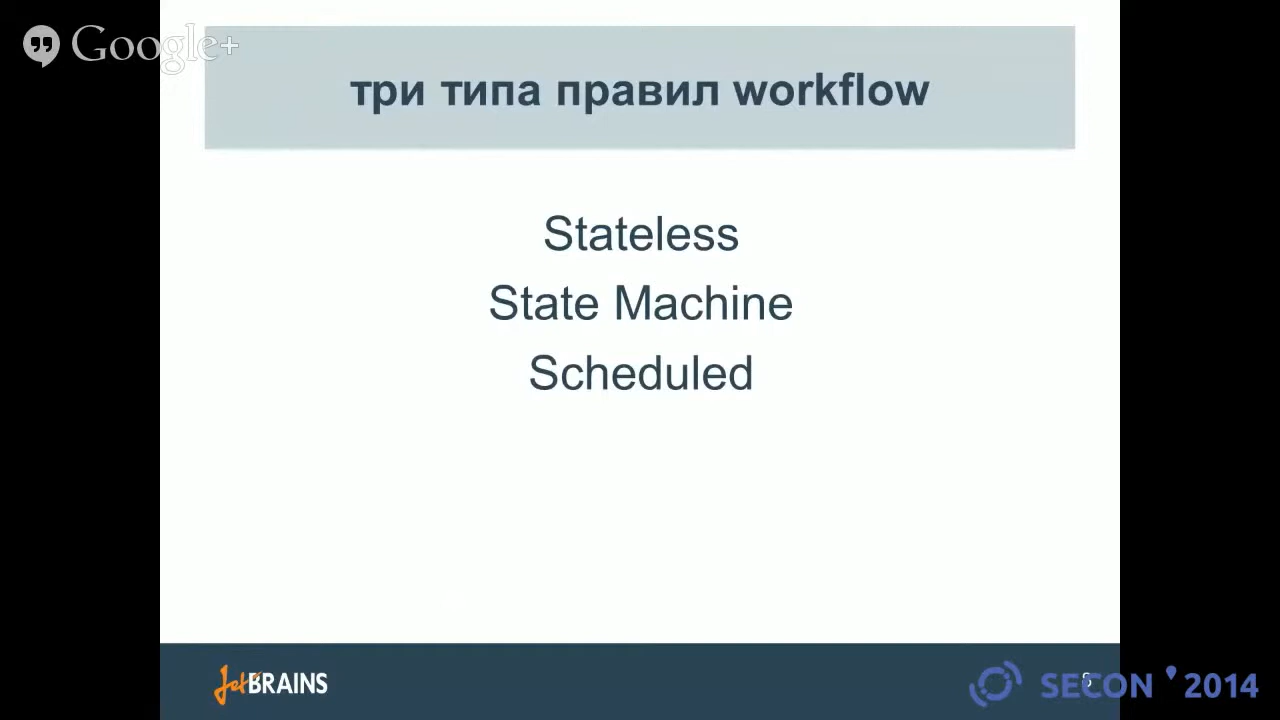 Google+
три типа правил workflow
Stateless
State Machine
Scheduled
JetBRAINS
SECON'2014